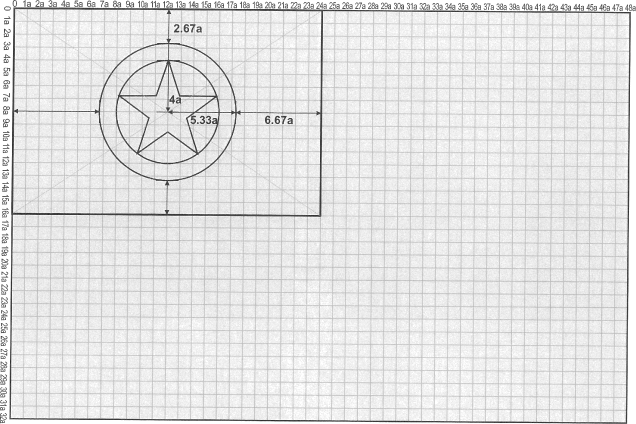 0 1a 2a 3a 4a 5a 6a 7a 8a 9a 10a 11a 12a 13a 14a 15a 16a 17a 18a 19a 20a 21a 22a 23a 24a 25a 26a 27a 28a 29a 30a 31a 32a 33a 34a 35a 36a 37a 38a 39a 40a 41a 42a 43a 44a 45a 46a 47a 48a
0 1a 2a 3a 4a 5a 6a 7a 8a 9a 10a 11a 12a 13a 14a 15a 16a 17a 18a 19a 20a 21a 22a 23a 24a 25a 26a 27a 28a 29a 30a 31a 32a
2.67a
4a
5.33a
6.67a